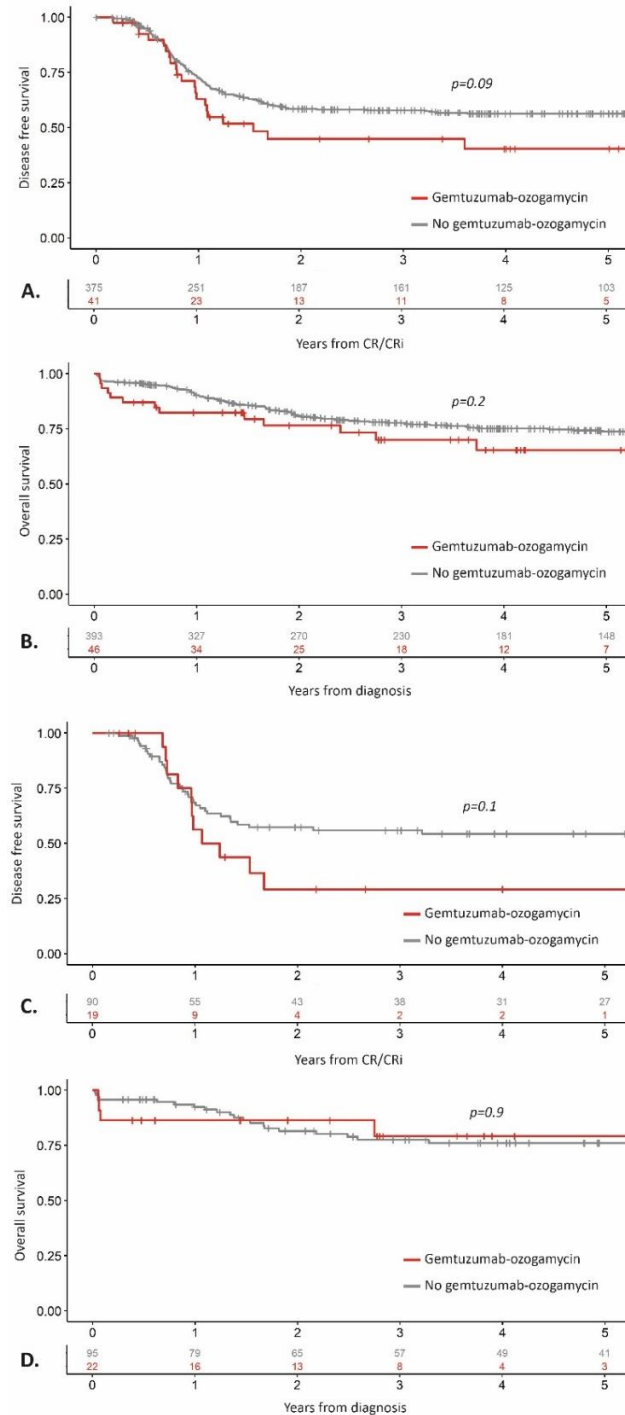 1.00
0.75
0.50
0.25
0.00
Disease free survival
p=0.09
Gemtuzumab-ozogamycin
No gemtuzumab-ozogamycin
0 1 2 3 4 5
A.
375 251 187 161 125 103
41 23 13 11 8 5
0 1 2 3 4 5
Years from CR/CRi
1.00
0.75
0.50
0.25
0.00
Overall survival
p=0.2
Gemtuzumab-ozogamycin
No gemtuzumab-ozogamycin
0 1 2 3 4 5
B.
393 327 270 230 181 148
46 34 25 18 12 7
0 1 2 3 4 5
Years from diagnosis
1.00
0.75
0.50
0.25
0.00
Disease free survival
p=0.1
Gemtuzumab-ozogamycin
No gemtuzumab-ozogamycin
0 1 2 3 4 5
C.
90 55 43 38 31 27
19 9 4 2 2 1
0 1 2 3 4 5
Years from CR/CRi
1.00
0.75
0.50
0.25
0.00
Overall survival
p=0.9
Gemtuzumab-ozogamycin
No gemtuzumab-ozogamycin
0 1 2 3 4 5
D.
95 79 65 57 49 41
22 16 13 8 4 3
0 1 2 3 4 5
Years from diagnosis